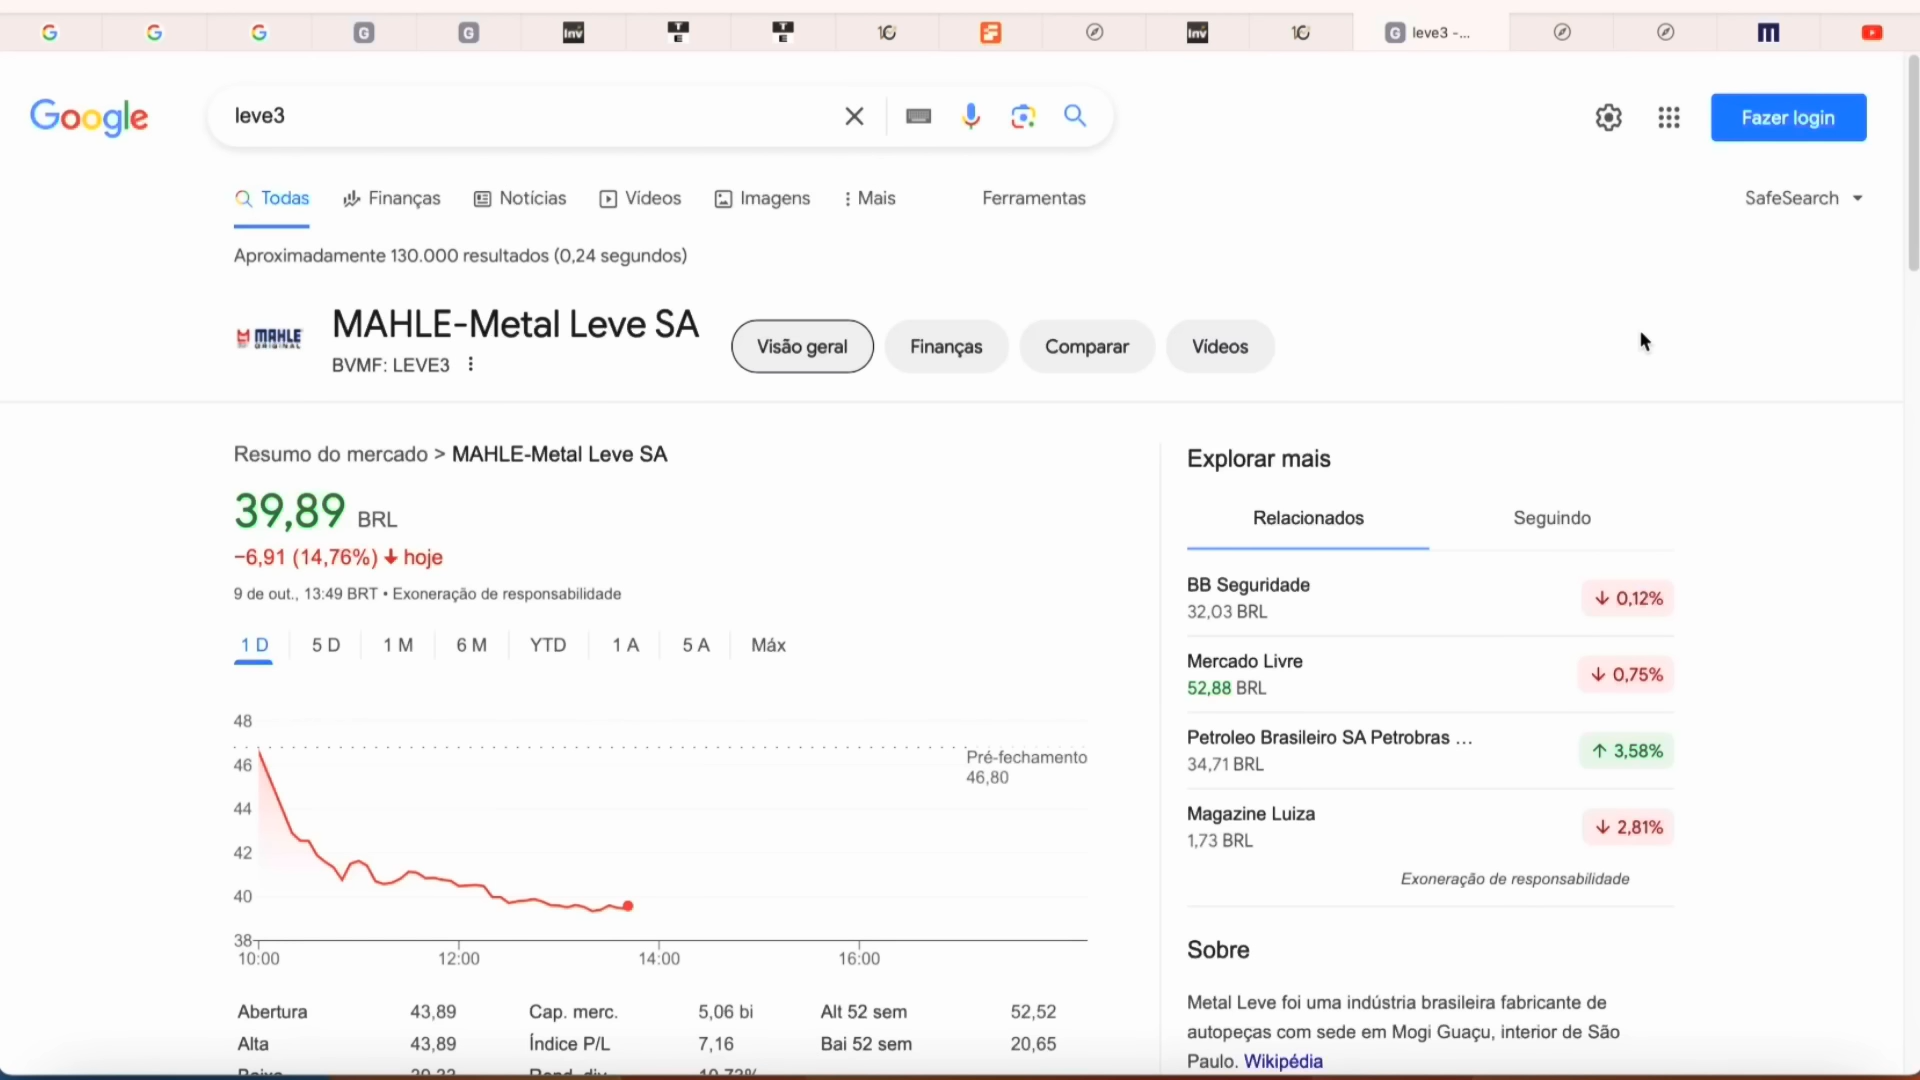 leve3 -...
Google
leve3
Fazer login
Todas
Finanças
Notícias
Vídeos
Imagens
Mais
Ferramentas
SafeSearch
Aproximadamente 130.000 resultados (0,24 segundos)
MAHLE
ORIGINAL
MAHLE-Metal Leve SA
BVMF: LEVE3
Visão geral
Finanças
Comparar
Vídeos
Resumo do mercado > MAHLE-Metal Leve SA
39,89 BRL
−6,91 (14,76%) ↓ hoje
9 de out., 13:49 BRT • Exoneração de responsabilidade
1 D
5 D
1 M
6 M
YTD
1 A
5 A
Máx
48
46
44
42
40
38
Pré-fechamento
46,80
10:00
12:00
14:00
16:00
Abertura 43,89 Cap. merc. 5,06 bi Alt 52 sem 52,52
Alta 43,89 Índice P/L 7,16 Bai 52 sem 20,65
Explorar mais
Relacionados
Seguindo
BB Seguridade
32,03 BRL
↓ 0,12%
Mercado Livre
52,88 BRL
↓ 0,75%
Petroleo Brasileiro SA Petrobras ...
34,71 BRL
↑ 3,58%
Magazine Luiza
1,73 BRL
↓ 2,81%
Exoneração de responsabilidade
Sobre
Metal Leve foi uma indústria brasileira fabricante de
autopeças com sede em Mogi Guaçu, interior de São
Paulo. Wikipédia